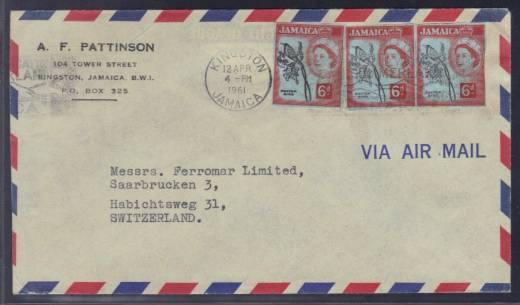 A. F. PATTINSON
104 TOWER STREET
KINGSTON, JAMAICA. B.W.I.
P.O. BOX 325
KINGSTON
12 APR
4 - PM
1961
JAMAICA
JAMAICA
6d
JAMAICA
6d
JAMAICA
6d
VIA AIR MAIL
Messrs. Ferromar Limited,
Saarbrucken 3,
Habichtsweg 31,
SWITZERLAND.